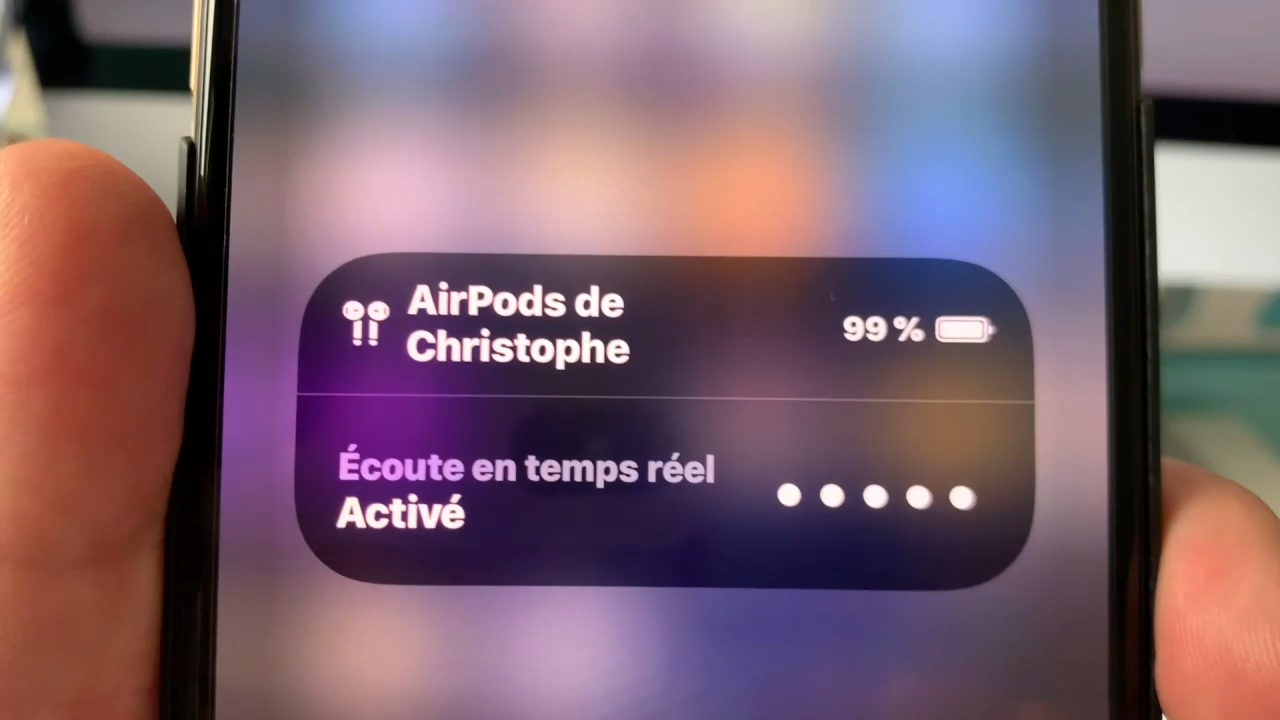 AirPods de
Christophe
99 %
Écoute en temps réel
Activé